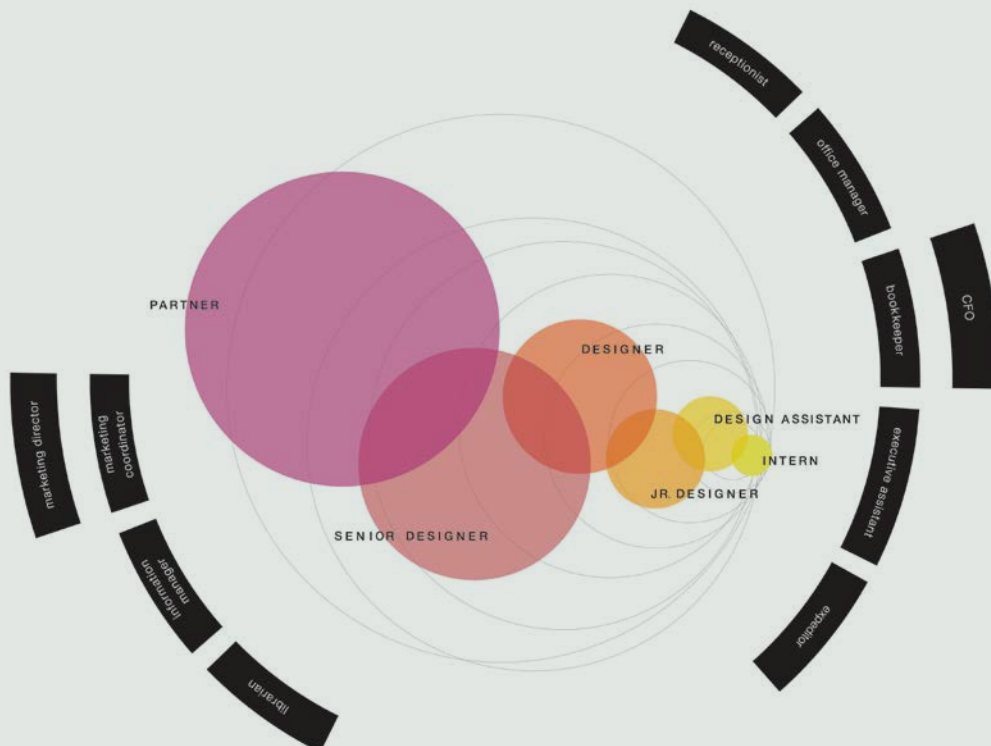 receptionist
office manager
bookkeeper
CFO
executive assistant
expeditor
PARTNER
DESIGNER
DESIGN ASSISTANT
INTERN
JR. DESIGNER
SENIOR DESIGNER
marketing director
marketing
coordinator
information
manager
librarian